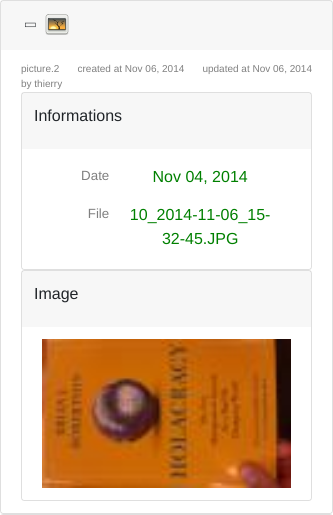 picture.2 created at Nov 06, 2014 updated at Nov 06, 2014
by thierry
Informations
Date Nov 04, 2014
File 10_2014-11-06_15-
32-45.JPG
Image
BRIAN J.
ROBERTSON
HOLACRACY